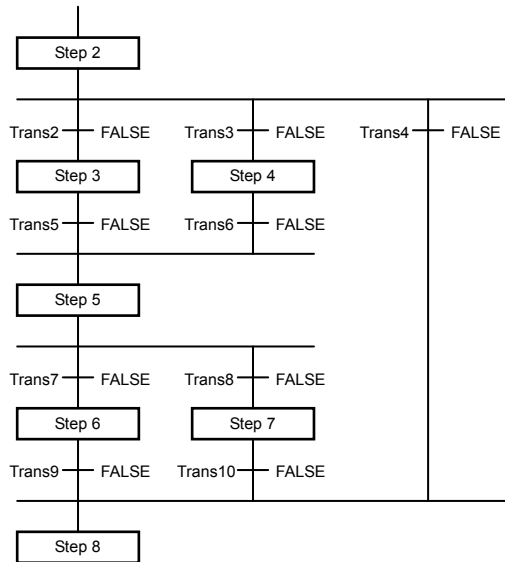 Step 2
Trans2 FALSE Trans3 FALSE Trans4 FALSE
Step 3 Step 4
Trans5 FALSE Trans6 FALSE
Step 5
Trans7 FALSE Trans8 FALSE
Step 6 Step 7
Trans9 FALSE Trans10 FALSE
Step 8